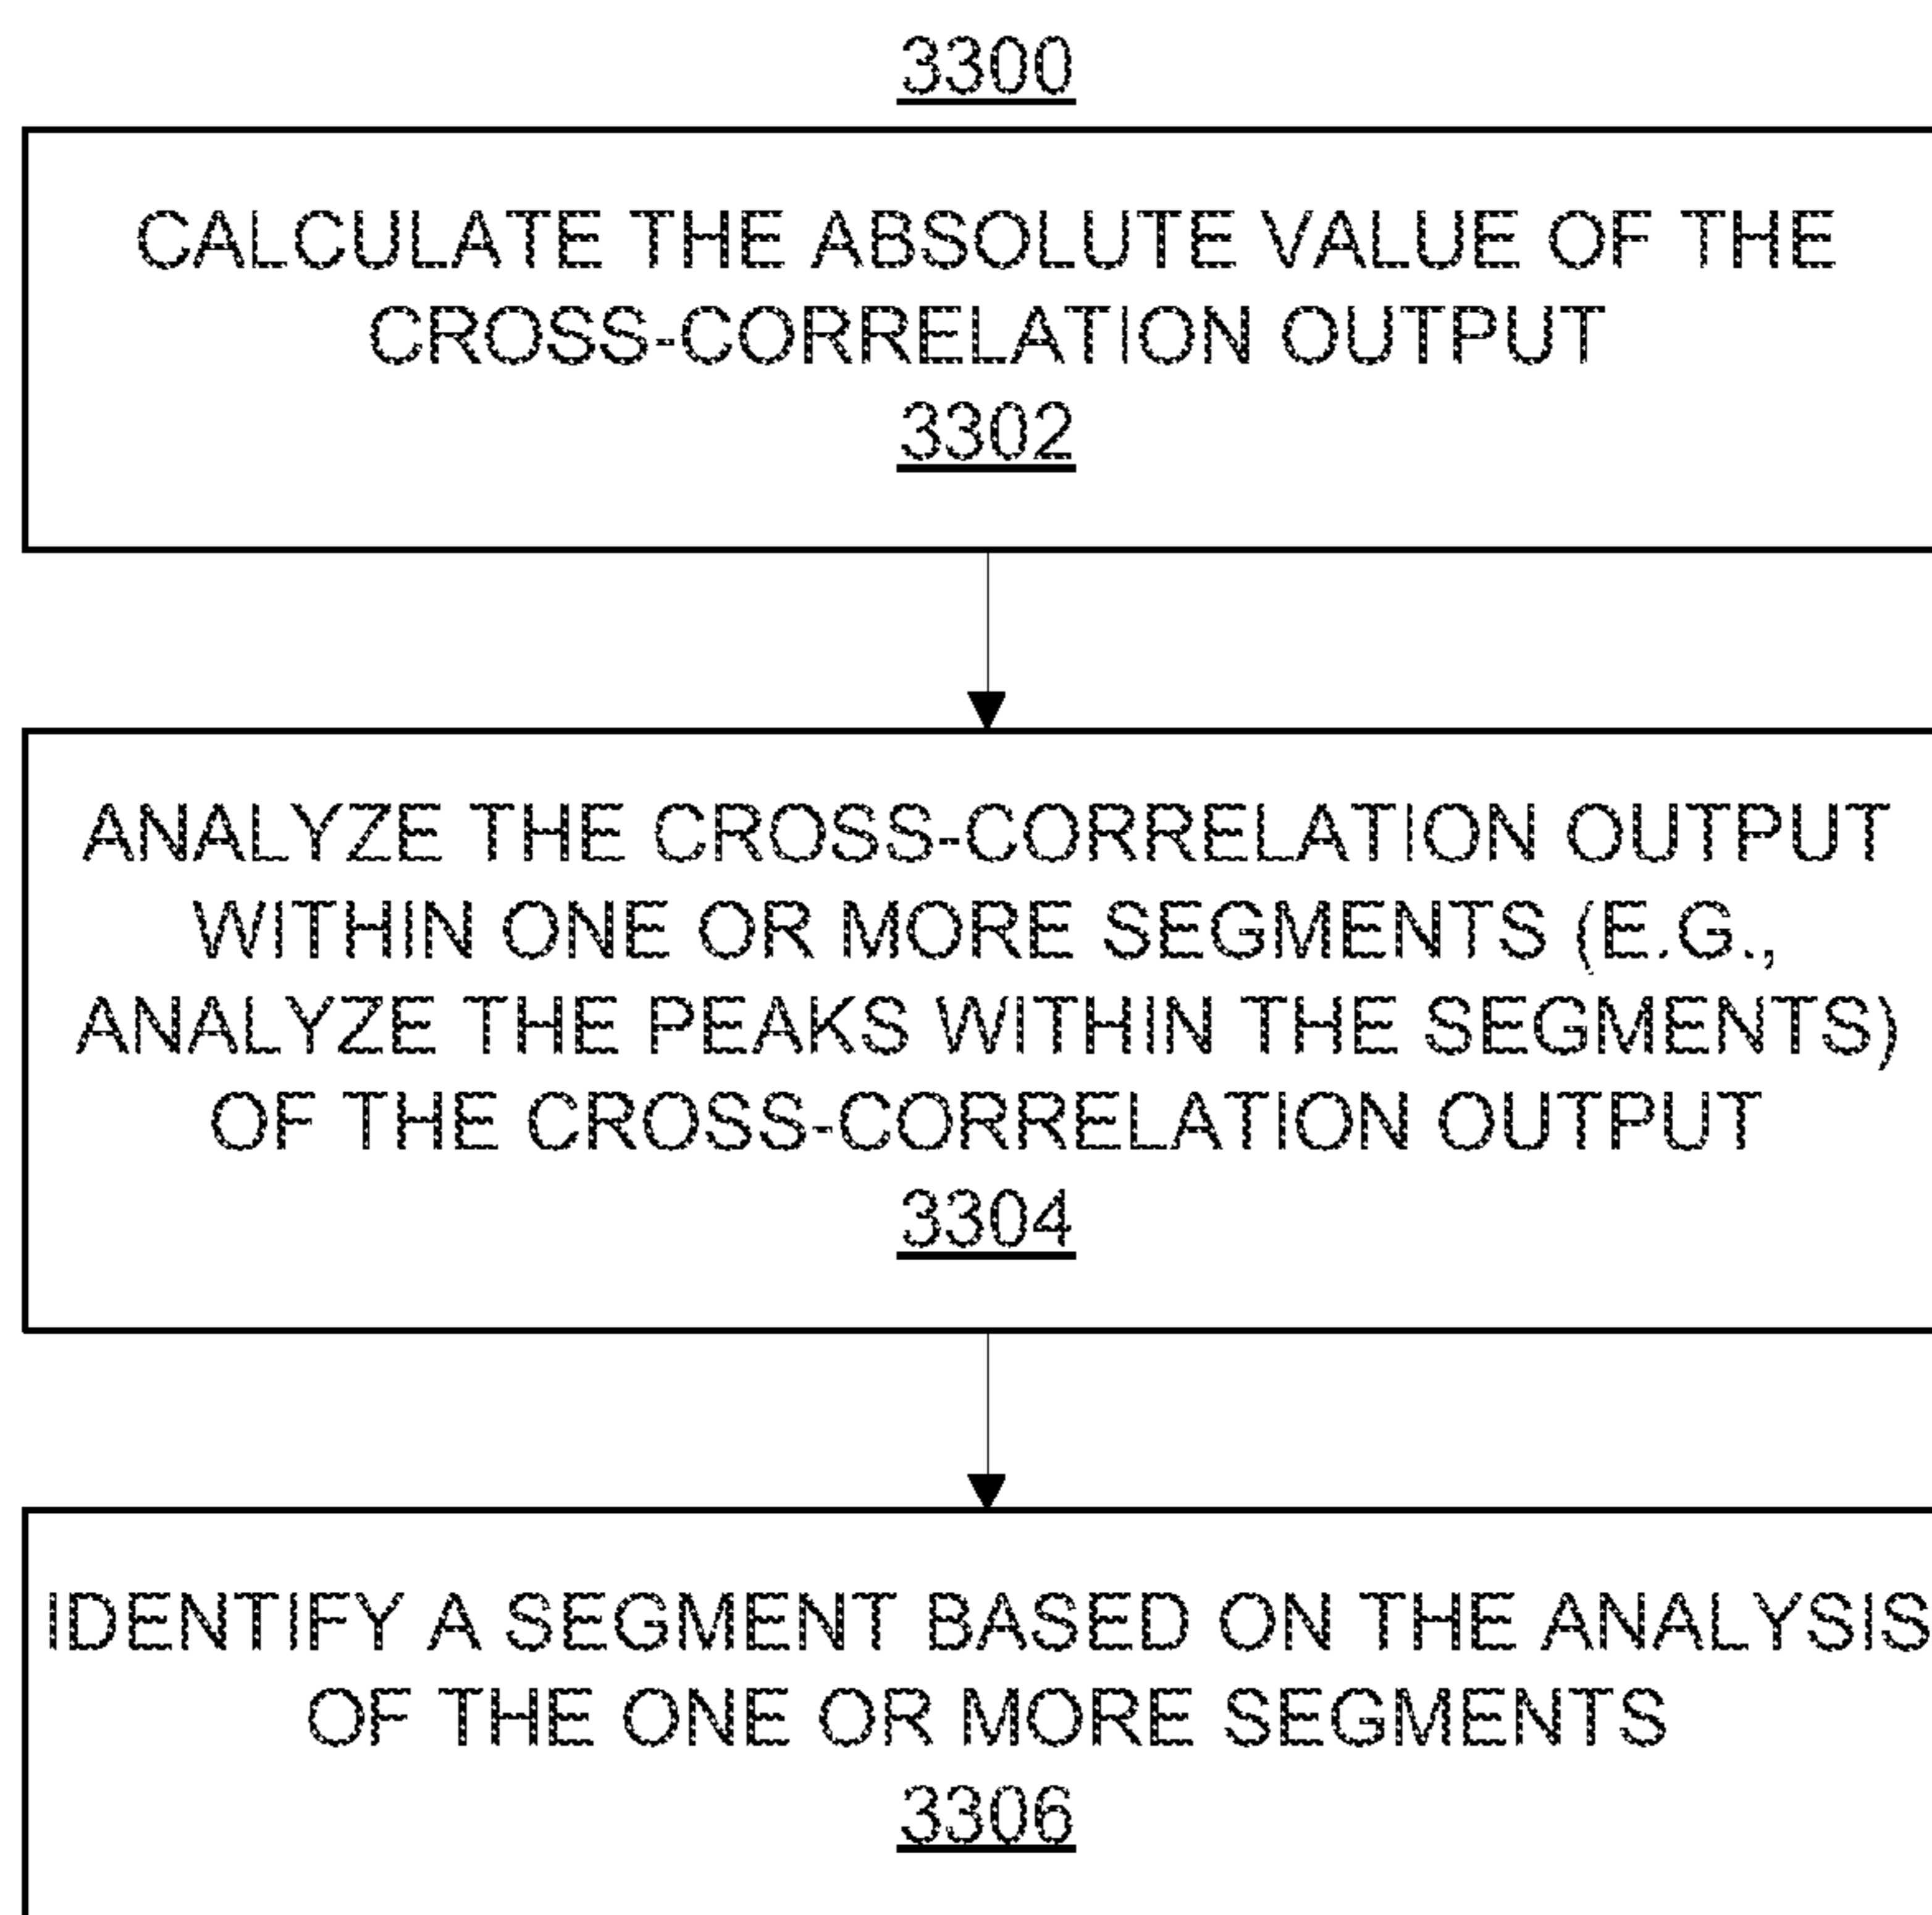 3300
CALCULATE THE ABSOLUTE VALUE OF THE
CROSS-CORRELATION OUTPUT
3302
ANALYZE THE CROSS-CORRELATION OUTPUT
WITHIN ONE OR MORE SEGMENTS (E.G.,
ANALYZE THE PEAKS WITHIN THE SEGMENTS)
OF THE CROSS-CORRELATION OUTPUT
3304
IDENTIFY A SEGMENT BASED ON THE ANALYSIS
OF THE ONE OR MORE SEGMENTS
3306